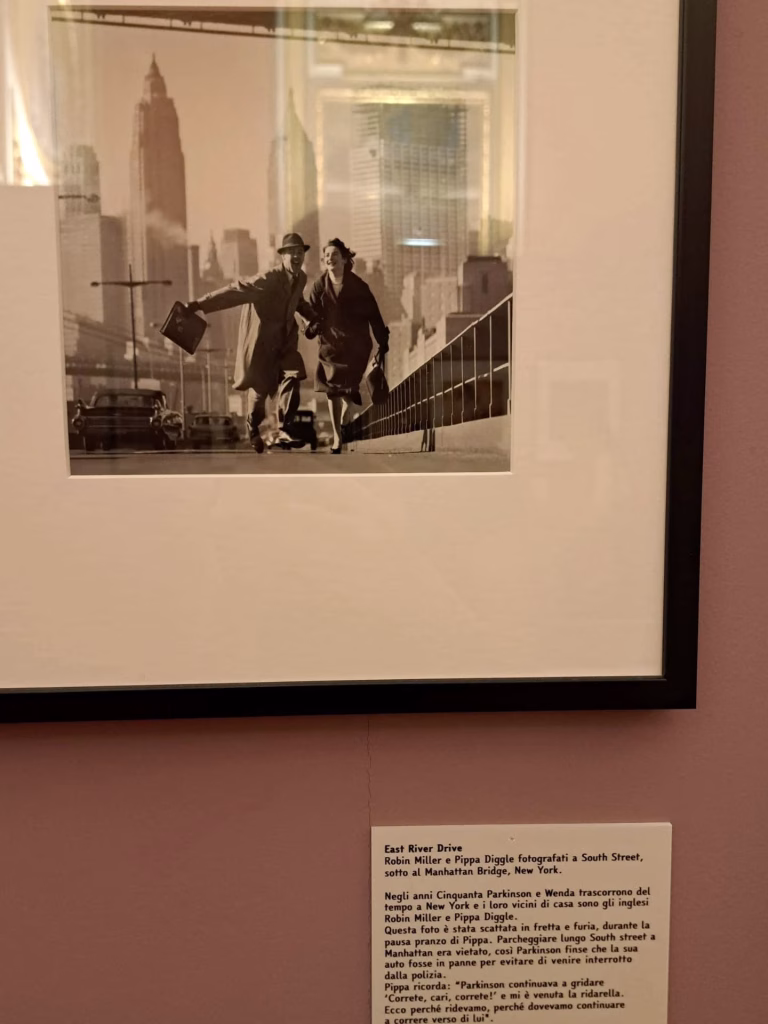 East River Drive
Robin Miller e Pippa Diggle fotografati a South Street,
sotto al Manhattan Bridge, New York.
Negli anni Cinquanta Parkinson e Wenda trascorrono del
tempo a New York e i loro vicini di casa sono gli inglesi
Robin Miller e Pippa Diggle.
Questa foto è stata scattata in fretta e furia, durante la
pausa pranzo di Pippa. Parcheggiare lungo South street a
Manhattan era vietato, così Parkinson finse che la sua
auto fosse in panne per evitare di venire interrotto
dalla polizia.
Pippa ricorda: "Parkinson continuava a gridare
'Correte, cari, correte!' e mi è venuta la ridarella.
Ecco perché ridevamo, perché dovevamo continuare
a correre verso di lui".